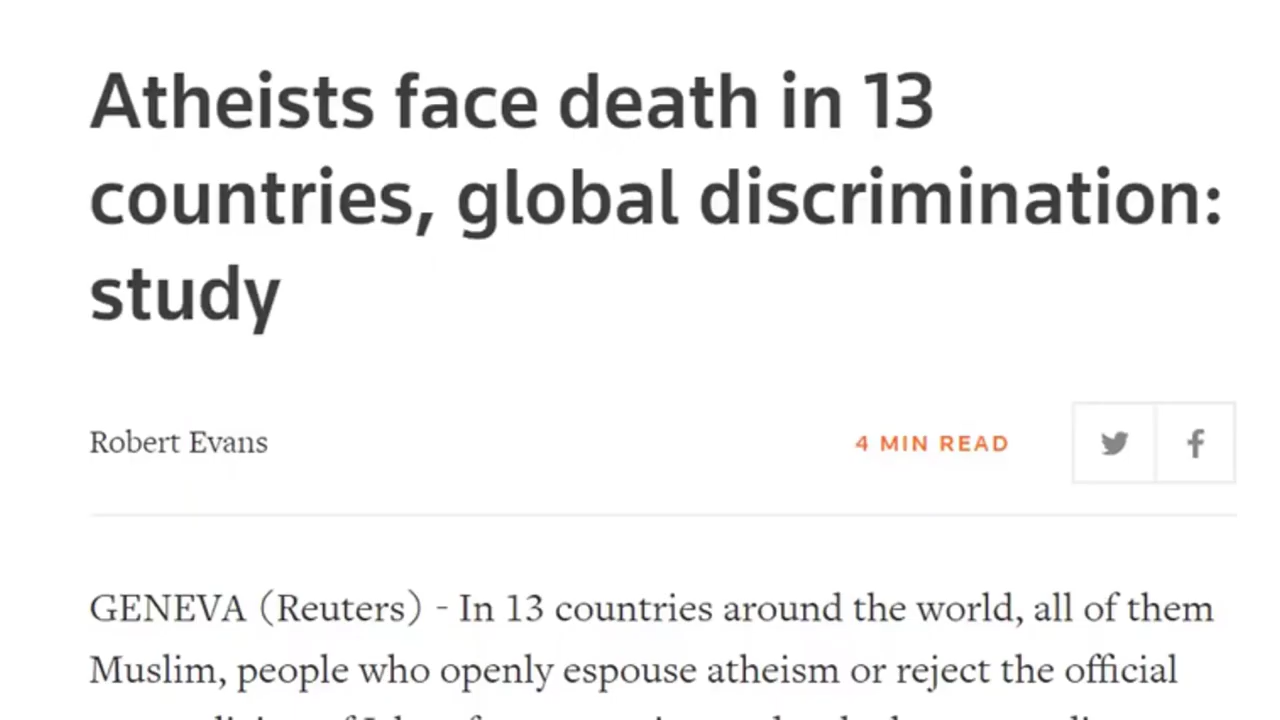 Atheists face death in 13
countries, global discrimination:
study
Robert Evans
4 MIN READ
GENEVA (Reuters) - In 13 countries around the world, all of them
Muslim, people who openly espouse atheism or reject the official